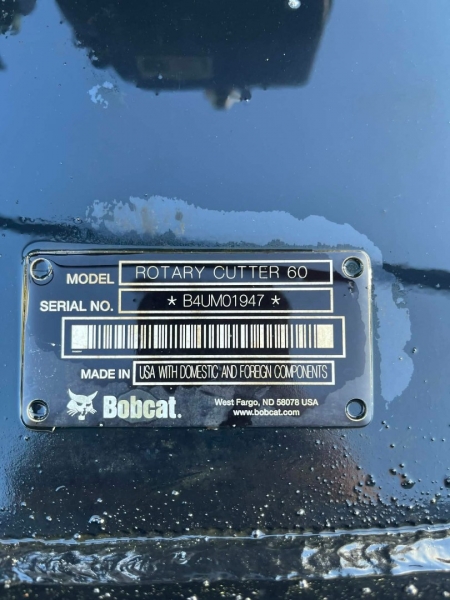 MODEL ROTARY CUTTER 60
SERIAL NO. * B4UM01947 *
MADE IN USA WITH DOMESTIC AND FOREIGN COMPONENTS
Bobcat.
West Fargo, ND 58078 USA
www.bobcat.com